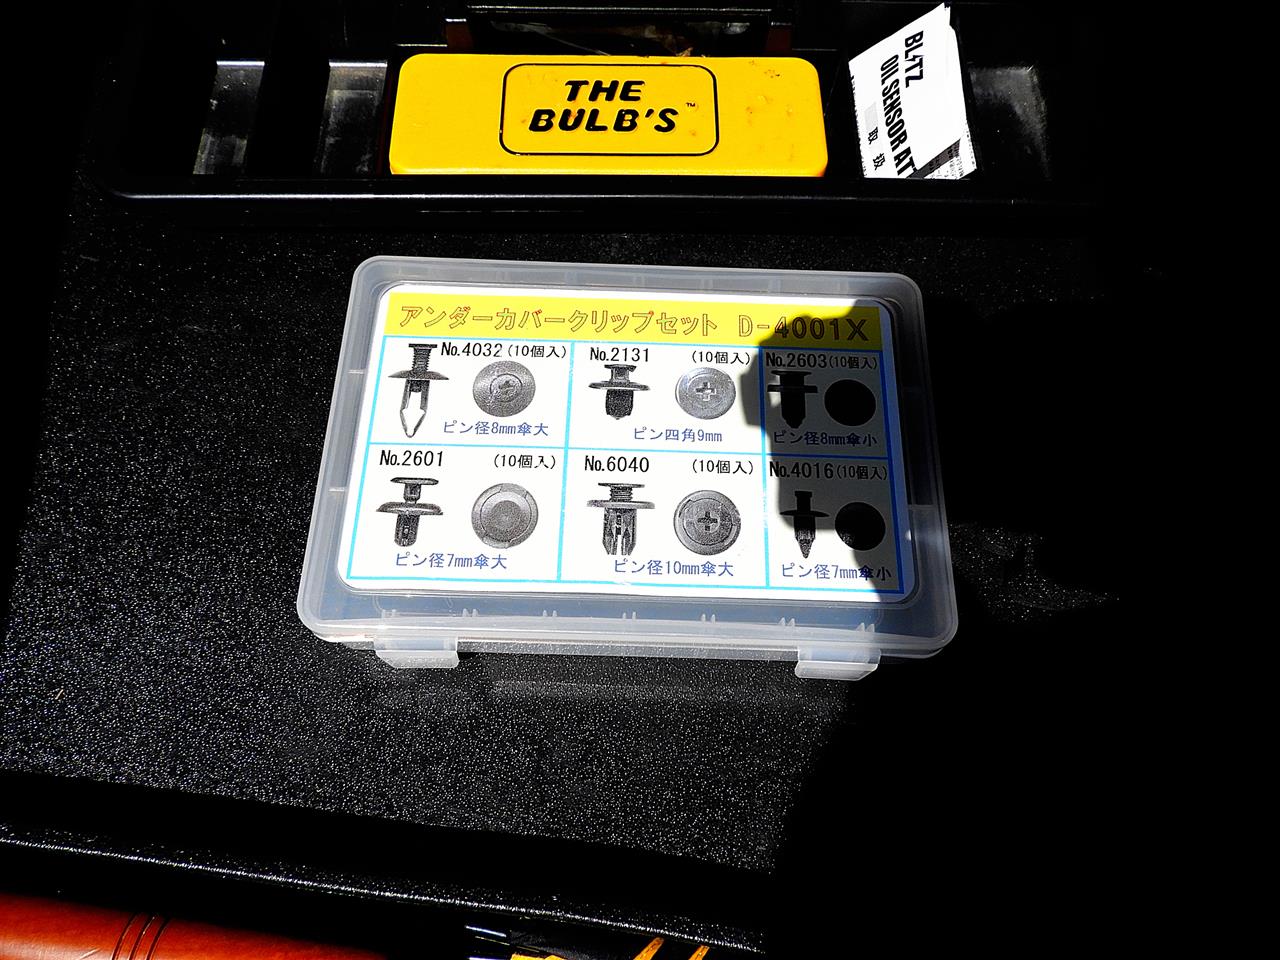 THE
BULB'S™
BLITZ
OIL SENSOR AT
取扱
アンダーカバークリップセット D-4001X
No.4032(10個入)
ピン径8mm傘大
No.2131 (10個入)
ピン四角9mm
No.2603(10個入)
ピン径8mm傘小
No.2601 (10個入)
ピン径7mm傘大
No.6040 (10個入)
ピン径10mm傘大
No.4016(10個入)
ピン径7mm傘小